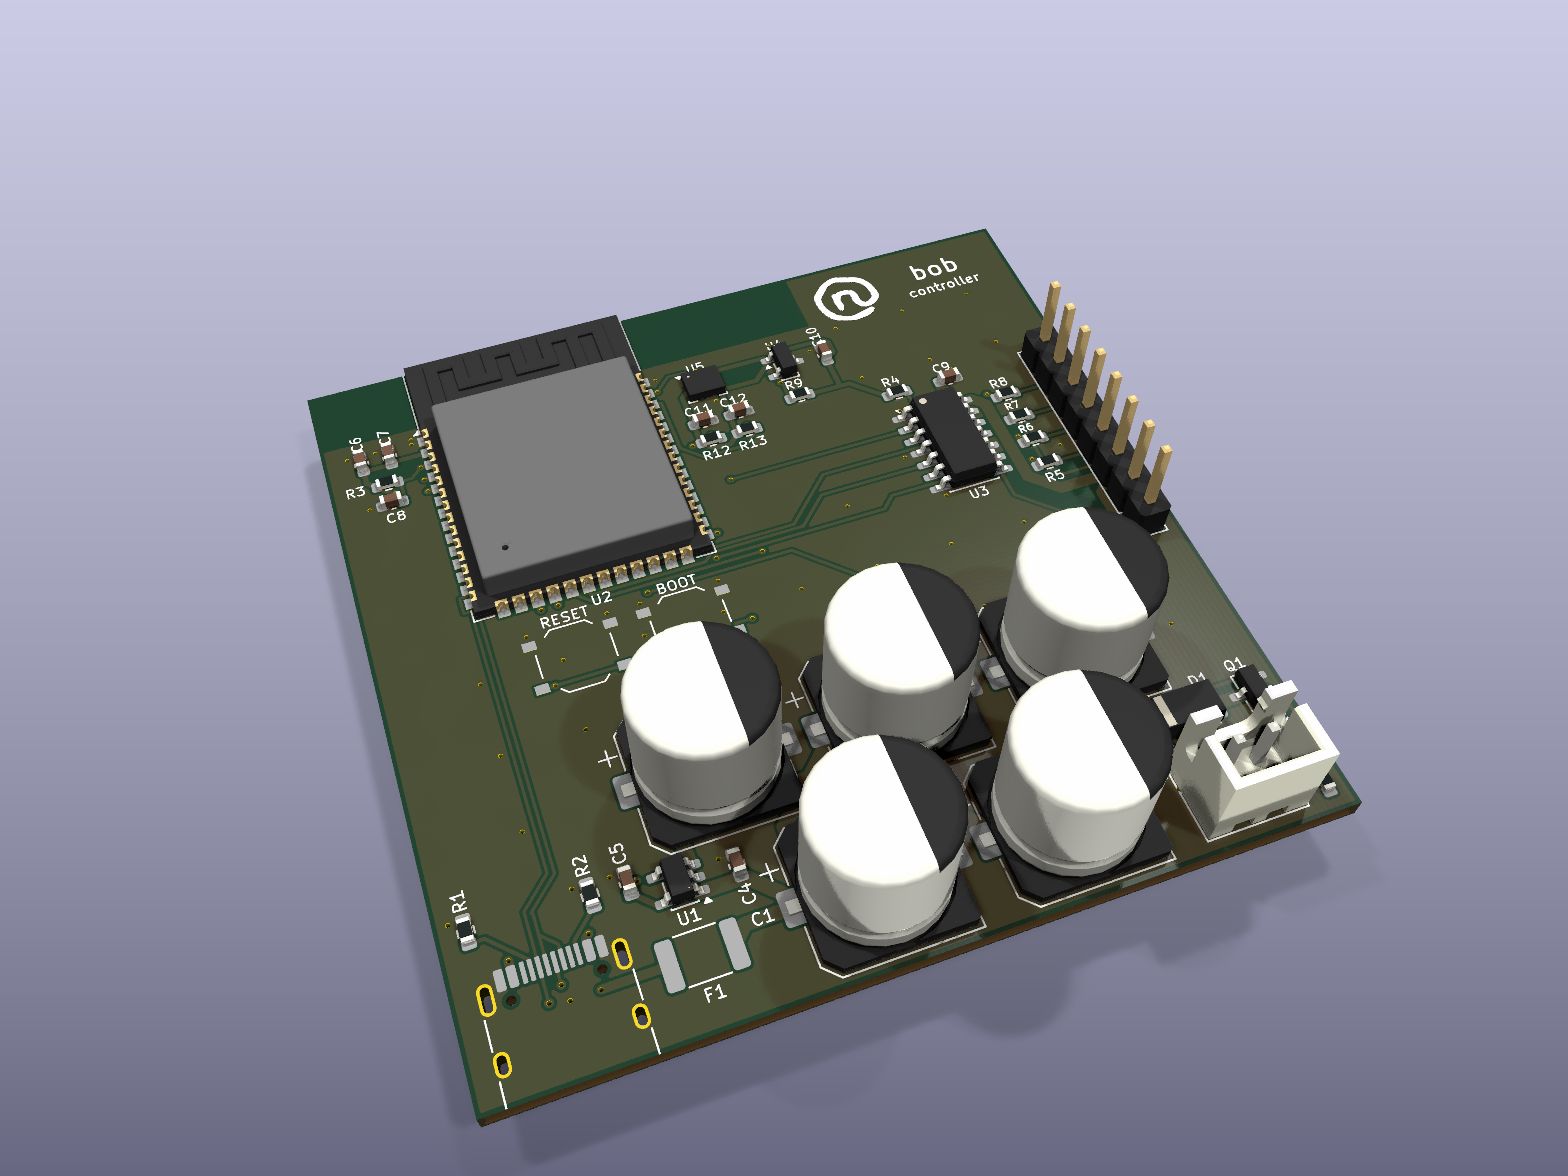 bob
controller
C10
U5
C9
R4
R9
R8
C11
C12
R7
R6
R12
R13
R5
C6
C7
R3
C8
U3
U2
BOOT
RESET
+
+
Q1
D1
C5
R2
+
C4
R1
U1
C1
F1